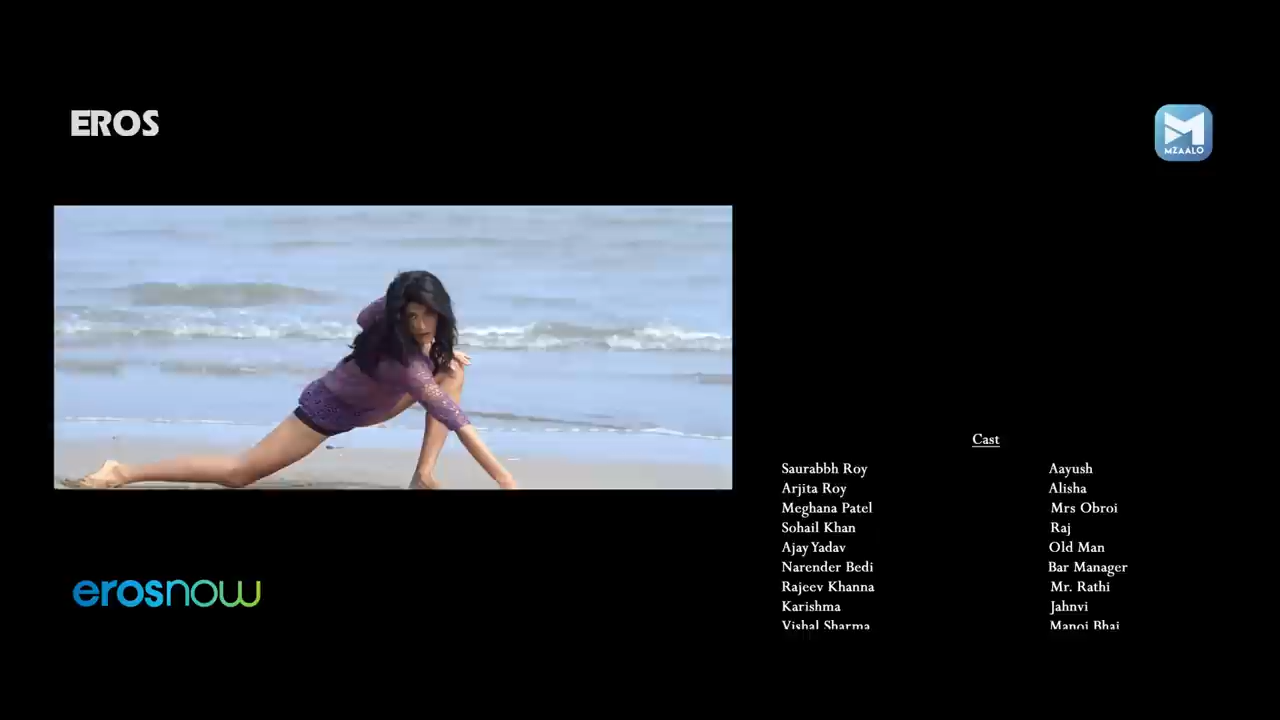 EROS
MZAALO
Cast
Saurabbh Roy Aayush
Arjita Roy Alisha
Meghana Patel Mrs Obroi
Sohail Khan Raj
Ajay Yadav Old Man
Narender Bedi Bar Manager
Rajeev Khanna Mr. Rathi
Karishma Jahnvi
Vishal Sharma Manoj Bhai
erosnow